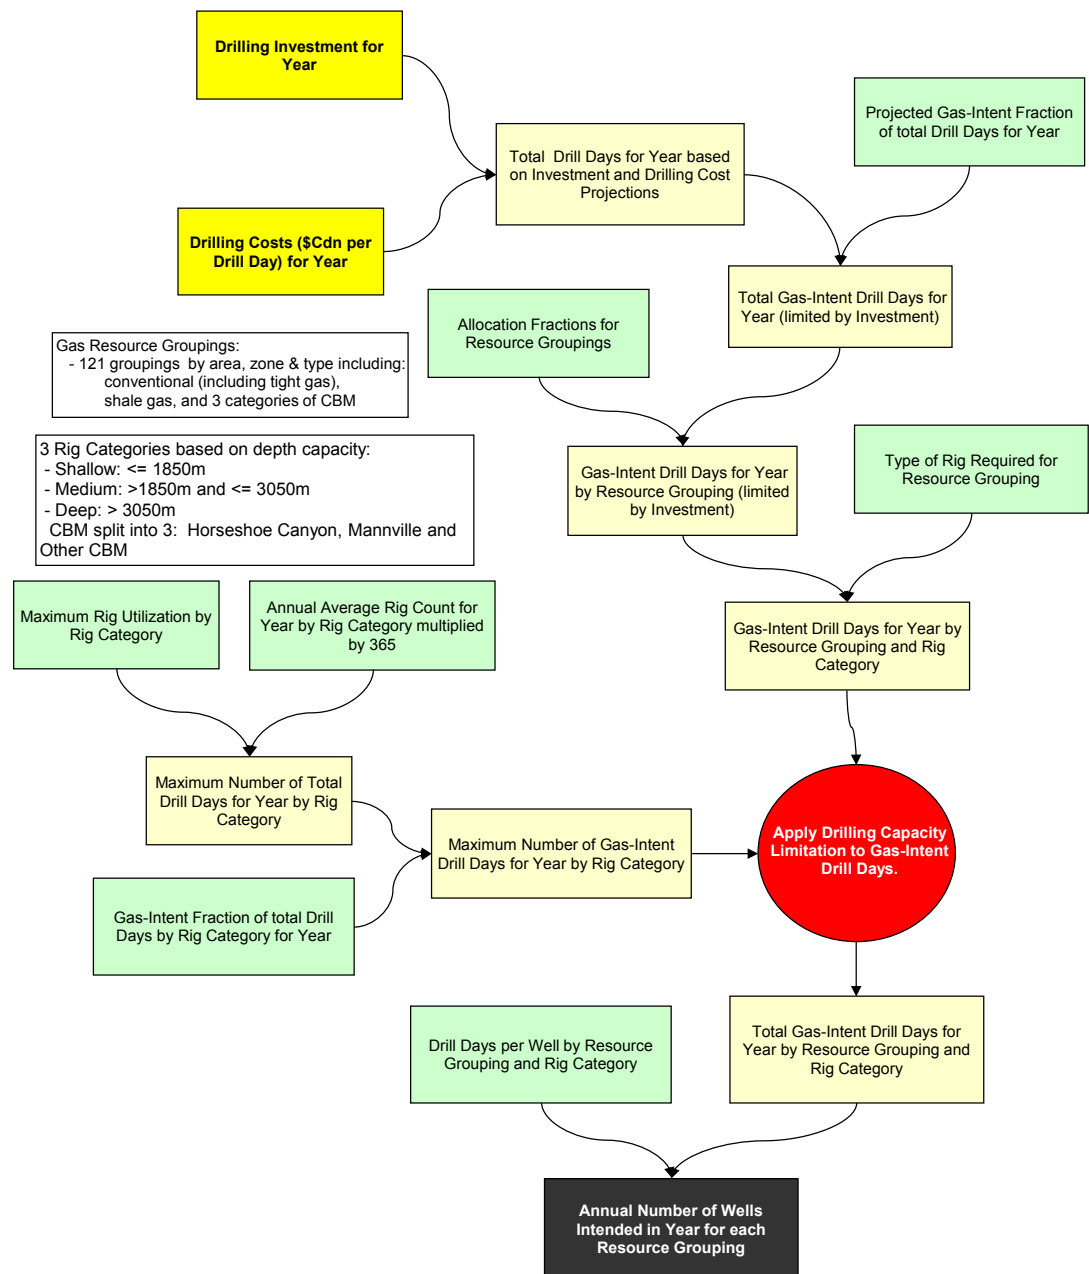 Drilling Investment for
Year
Projected Gas-Intent Fraction
of total Drill Days for Year
Total  Drill Days for Year based
on Investment and Drilling Cost
Projections
Drilling Costs ($Cdn per
Drill Day) for Year
Total Gas-Intent Drill Days for
Year (limited by Investment)
Allocation Fractions for
Resource Groupings
Gas Resource Groupings:
- 121 groupings  by area, zone & type including:
conventional (including tight gas),
shale gas, and 3 categories of CBM
3 Rig Categories based on depth capacity:
- Shallow: <= 1850m
- Medium: >1850m and <= 3050m
- Deep: > 3050m
CBM split into 3:  Horseshoe Canyon, Mannville and
Other CBM
Gas-Intent Drill Days for Year
by Resource Grouping (limited
by Investment)
Type of Rig Required for
Resource Grouping
Maximum Rig Utilization by
Rig Category
Annual Average Rig Count for
Year by Rig Category multiplied
by 365
Gas-Intent Drill Days for Year by
Resource Grouping and Rig
Category
Maximum Number of Total
Drill Days for Year by Rig
Category
Maximum Number of Gas-Intent
Drill Days for Year by Rig Category
Apply Drilling Capacity
Limitation to Gas-Intent
Drill Days.
Gas-Intent Fraction of total Drill
Days by Rig Category for Year
Drill Days per Well by Resource
Grouping and Rig Category
Total Gas-Intent Drill Days for
Year by Resource Grouping and
Rig Category
Annual Number of Wells
Intended in Year for each
Resource Grouping